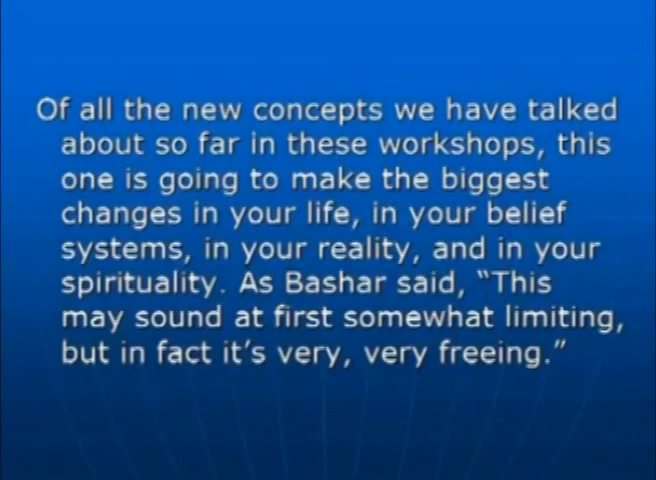 Of all the new concepts we have talked
about so far in these workshops, this
one is going to make the biggest
changes in your life, in your belief
systems, in your reality, and in your
spirituality. As Bashar said, “This
may sound at first somewhat limiting,
but in fact it’s very, very freeing.”